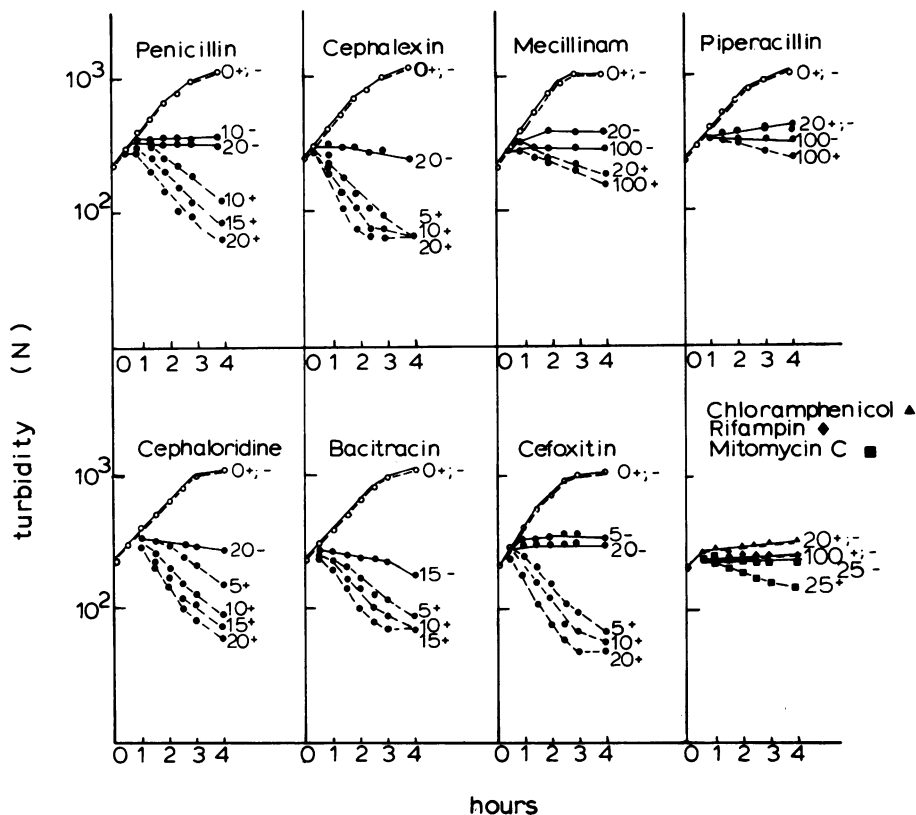 Penicillin
10³
0+;-
10-
20-
10+
15+
20+
10²
0 1 2 3 4
Cephalexin
0+;-
20-
5+
10+
20+
0 1 2 3 4
Mecillinam
0+;-
20-
100-
20+
100+
0 1 2 3 4
Piperacillin
0+;-
20+;-
100-
100+
0 1 2 3 4
turbidity (N)
Cephaloridine
10³
0+;-
20-
5+
10+
15+
20+
10²
0 1 2 3 4
Bacitracin
0+;-
15-
5+
10+
15+
0 1 2 3 4
Cefoxitin
0+;-
5-
20-
5+
10+
20+
0 1 2 3 4
Chloramphenicol
Rifampin
Mitomycin C
20+;-
100+;-
25-
25+
0 1 2 3 4
hours